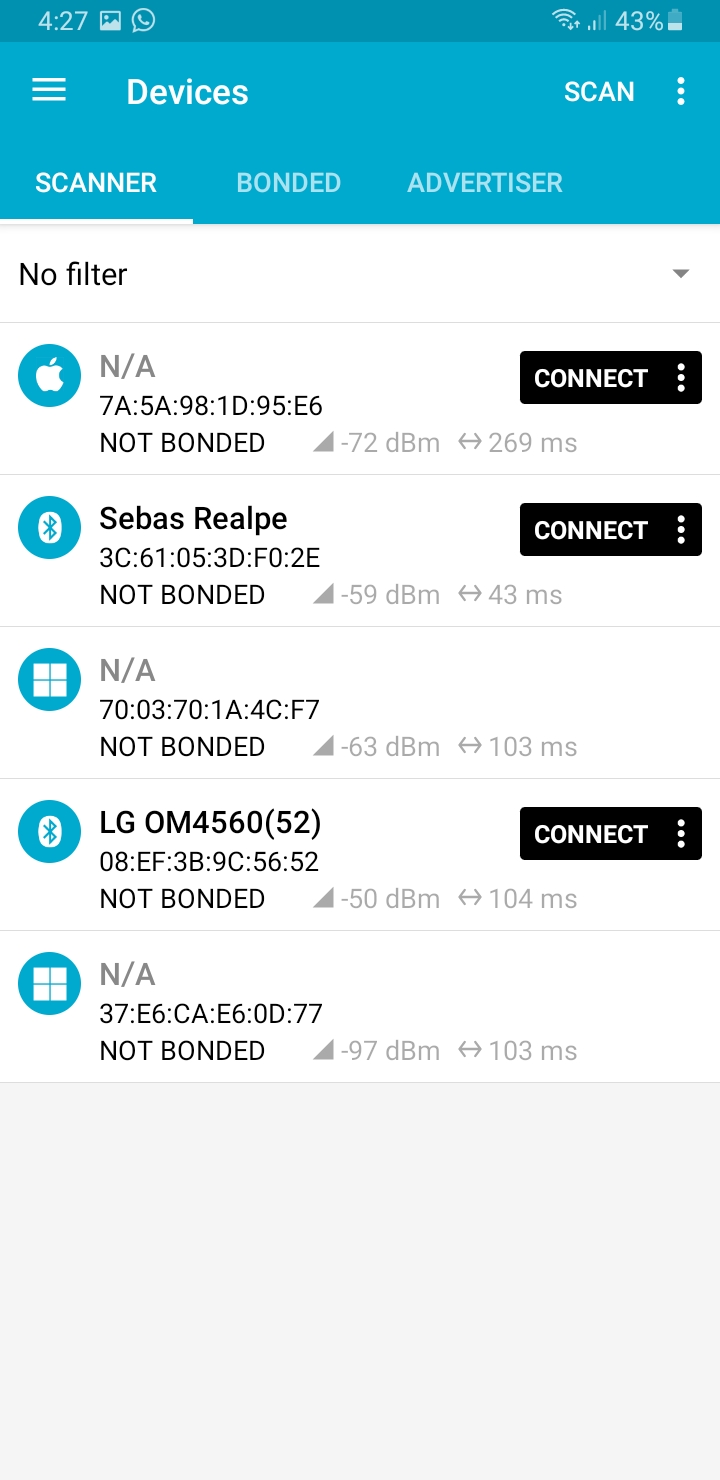 4:27 43%
Devices SCAN
SCANNER BONDED ADVERTISER
No filter
N/A CONNECT
7A:5A:98:1D:95:E6
NOT BONDED -72 dBm 269 ms
Sebas Realpe CONNECT
3C:61:05:3D:F0:2E
NOT BONDED -59 dBm 43 ms
N/A
70:03:70:1A:4C:F7
NOT BONDED -63 dBm 103 ms
LG OM4560(52) CONNECT
08:EF:3B:9C:56:52
NOT BONDED -50 dBm 104 ms
N/A
37:E6:CA:E6:0D:77
NOT BONDED -97 dBm 103 ms